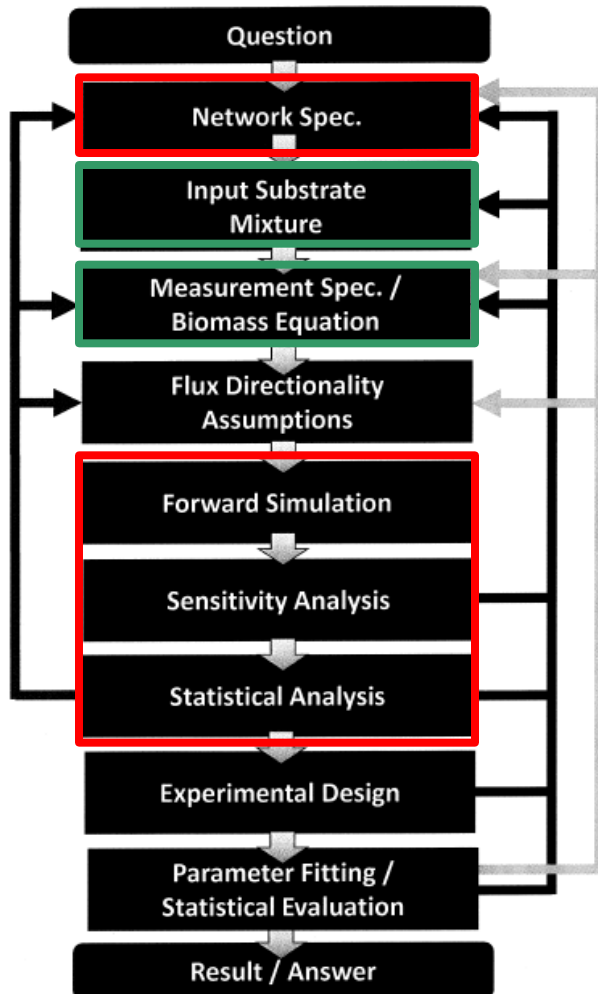 Question
Network Spec.
Input Substrate
Mixture
Measurement Spec. /
Biomass Equation
Flux Directionality
Assumptions
Forward Simulation
Sensitivity Analysis
Statistical Analysis
Experimental Design
Parameter Fitting /
Statistical Evaluation
Result / Answer